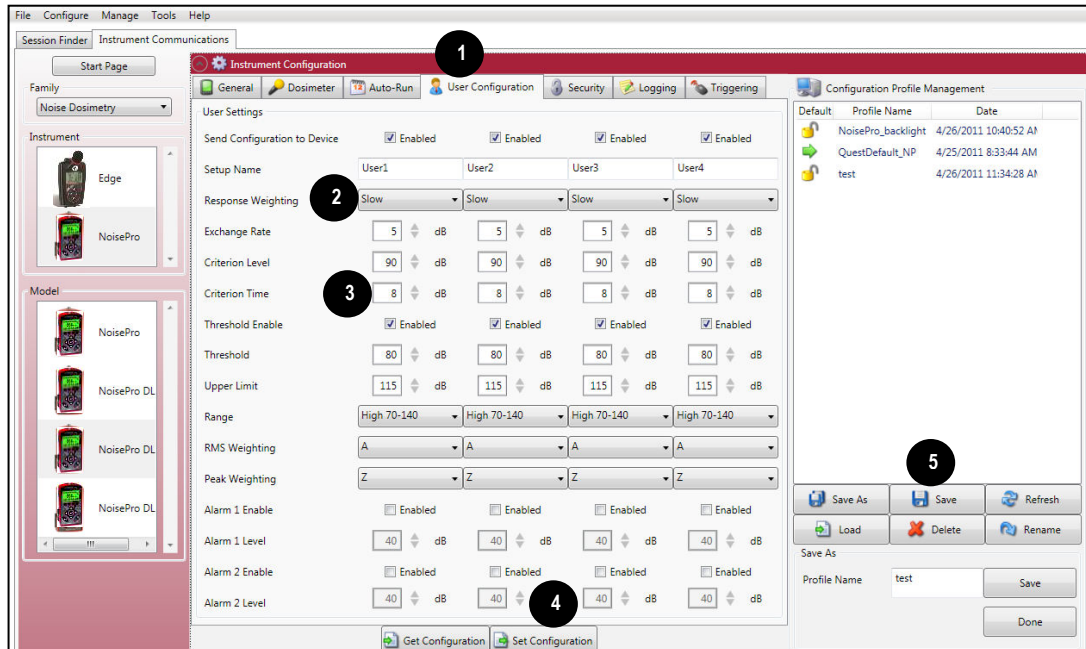 File Configure Manage Tools Help
Session Finder Instrument Communications
Start Page
Family
Noise Dosimetry
Instrument
Edge
NoisePro
Model
NoisePro
NoisePro DL
NoisePro DL
NoisePro DL
1
Instrument Configuration
General Dosimeter 12 Auto-Run User Configuration Security Logging Triggering
User Settings
Send Configuration to Device Enabled Enabled Enabled Enabled
Setup Name User1 User2 User3 User4
Response Weighting 2 Slow Slow Slow Slow
Exchange Rate 5 dB 5 dB 5 dB 5 dB
Criterion Level 90 dB 90 dB 90 dB 90 dB
Criterion Time 3 8 dB 8 dB 8 dB 8 dB
Threshold Enable Enabled Enabled Enabled Enabled
Threshold 80 dB 80 dB 80 dB 80 dB
Upper Limit 115 dB 115 dB 115 dB 115 dB
Range High 70-140 High 70-140 High 70-140 High 70-140
RMS Weighting A A A A
Peak Weighting Z Z Z Z
Alarm 1 Enable Enabled Enabled Enabled Enabled
Alarm 1 Level 40 dB 40 dB 40 dB 40 dB
Alarm 2 Enable Enabled Enabled Enabled Enabled
Alarm 2 Level 40 dB 40 4 40 dB 40 dB
Get Configuration Set Configuration
Configuration Profile Management
Default Profile Name Date
NoisePro_backlight 4/26/2011 10:40:52 AM
QuestDefault_NP 4/25/2011 8:33:44 AM
test 4/26/2011 11:34:28 AM
5
Save As Save Refresh
Load Delete Rename
Save As
Profile Name test Save
Done